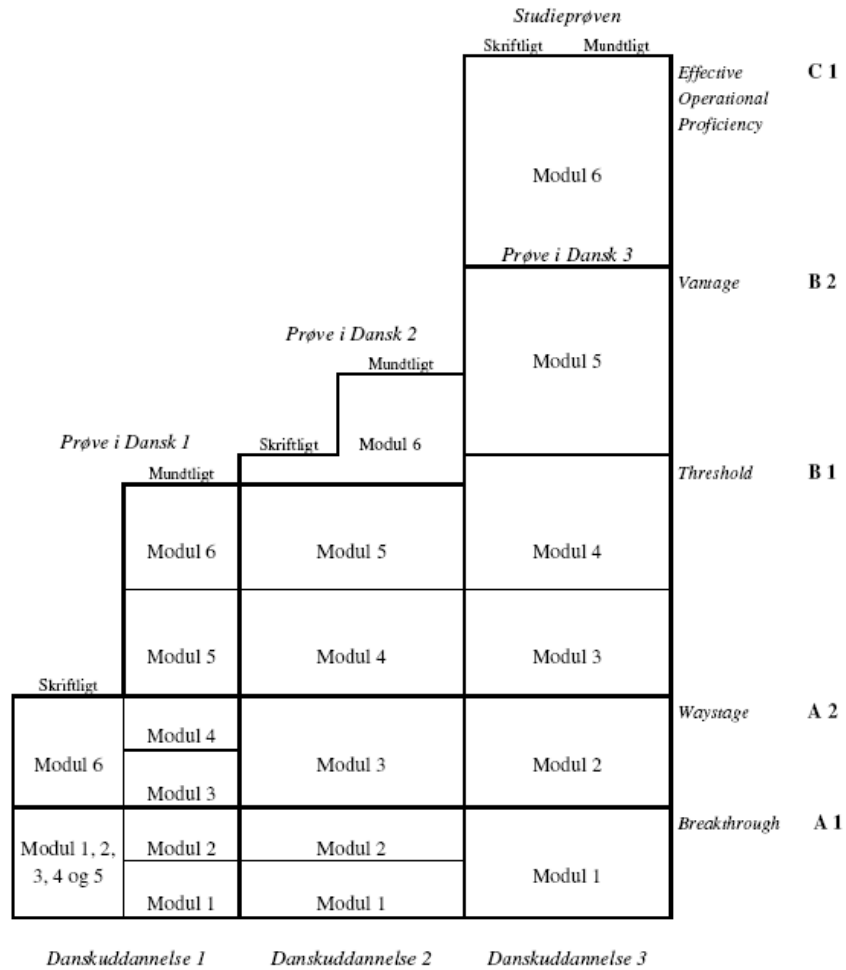 Studieprøven
Skriftligt Mundtligt
Effective C 1
Operational
Proficiency
Modul 6
Prøve i Dansk 3
Vantage B 2
Prøve i Dansk 2
Modul 5
Mundtligt
Prøve i Dansk 1 Skriftligt Modul 6
Mundtligt Threshold B 1
Modul 6 Modul 5 Modul 4
Modul 5 Modul 4 Modul 3
Skriftligt
Waystage A 2
Modul 4
Modul 6 Modul 3 Modul 2
Modul 3
Breakthrough A 1
Modul 1, 2, Modul 2 Modul 2
3, 4 og 5 Modul 1
Modul 1 Modul 1
Danskuddannelse 1 Danskuddannelse 2 Danskuddannelse 3